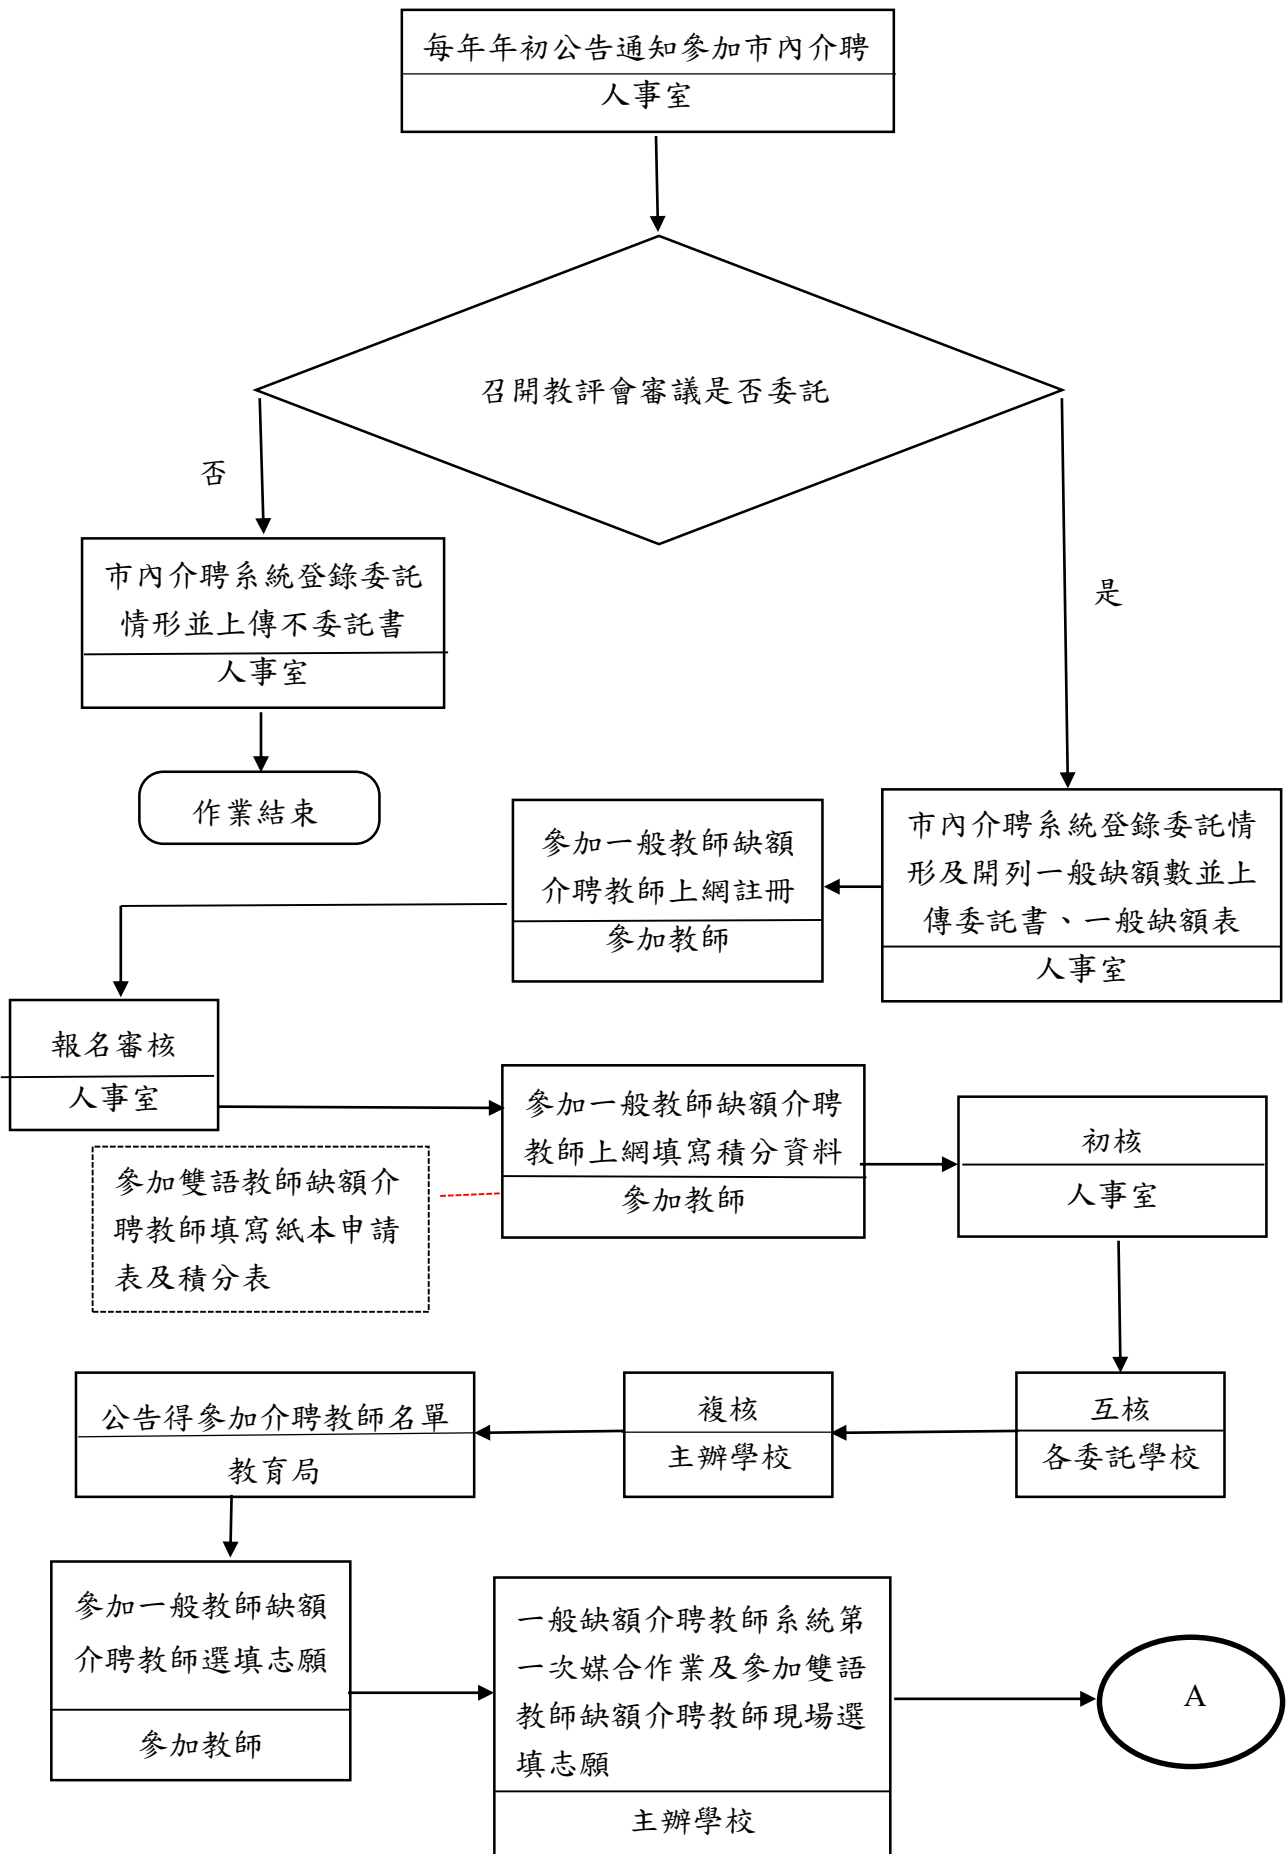 每年年初公告通知參加市內介聘
人事室
召開教評會審議是否委託
否
是
市內介聘系統登錄委託
情形並上傳不委託書
人事室
作業結束
市內介聘系統登錄委託情
形及開列一般缺額數並上
傳委託書、一般缺額表
人事室
參加一般教師缺額
介聘教師上網註冊
參加教師
報名審核
人事室
參加一般教師缺額介聘
教師上網填寫積分資料
參加教師
參加雙語教師缺額介
聘教師填寫紙本申請
表及積分表
初核
人事室
互核
各委託學校
複核
主辦學校
公告得參加介聘教師名單
教育局
參加一般教師缺額
介聘教師選填志願
參加教師
一般缺額介聘教師系統第
一次媒合作業及參加雙語
教師缺額介聘教師現場選
填志願
主辦學校
A